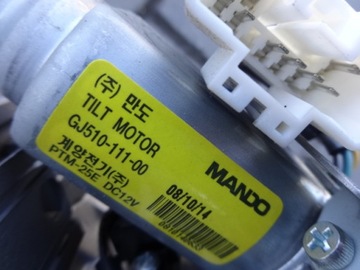 (주) 만도
TILT MOTOR
GJ510-111-00
계양전기(주)
PTM-25E DC12V
MANDO
08/10/14